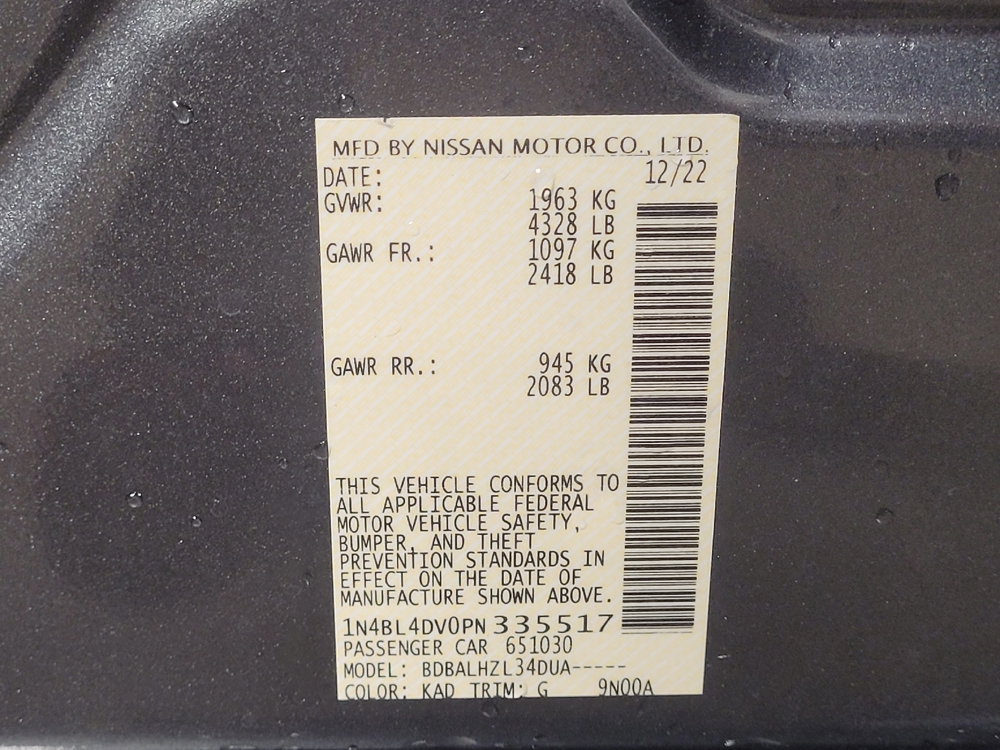 MFD BY NISSAN MOTOR CO., LTD.
DATE: 12/22
GVWR: 1963 KG
4328 LB
GAWR FR.: 1097 KG
2418 LB
GAWR RR.: 945 KG
2083 LB
THIS VEHICLE CONFORMS TO
ALL APPLICABLE FEDERAL
MOTOR VEHICLE SAFETY,
BUMPER, AND THEFT
PREVENTION STANDARDS IN
EFFECT ON THE DATE OF
MANUFACTURE SHOWN ABOVE.
1N4BL4DV0PN 335517
PASSENGER CAR 651030
MODEL: BDBALHZL34DUA-----
COLOR: KAD TRIM: G 9N00A